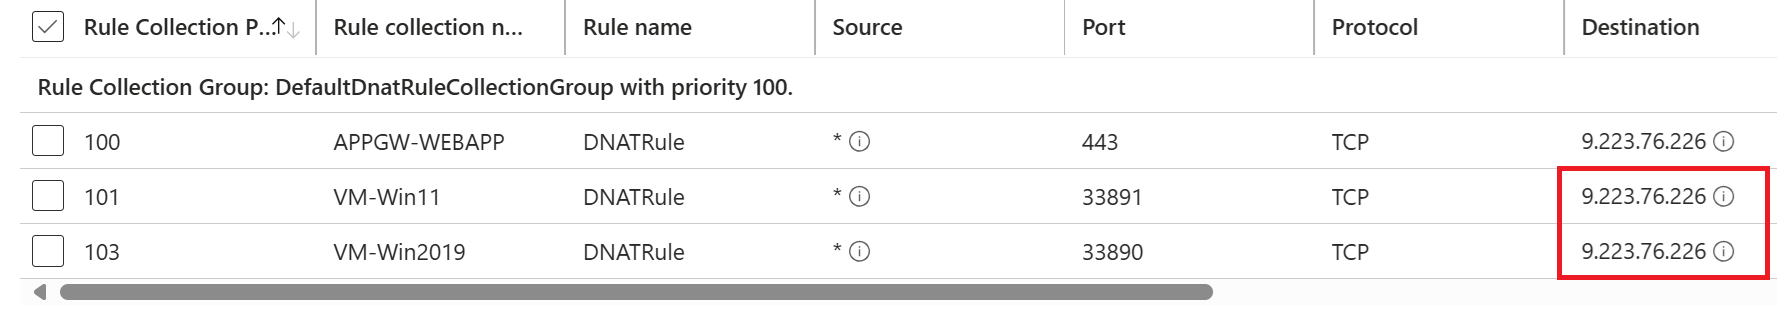 Rule Collection P... Rule collection n... Rule name Source Port Protocol Destination
Rule Collection Group: DefaultDnatRuleCollectionGroup with priority 100.
100 APPGW-WEBAPP DNATRule * 443 TCP 9.223.76.226
101 VM-Win11 DNATRule * 33891 TCP 9.223.76.226
103 VM-Win2019 DNATRule * 33890 TCP 9.223.76.226